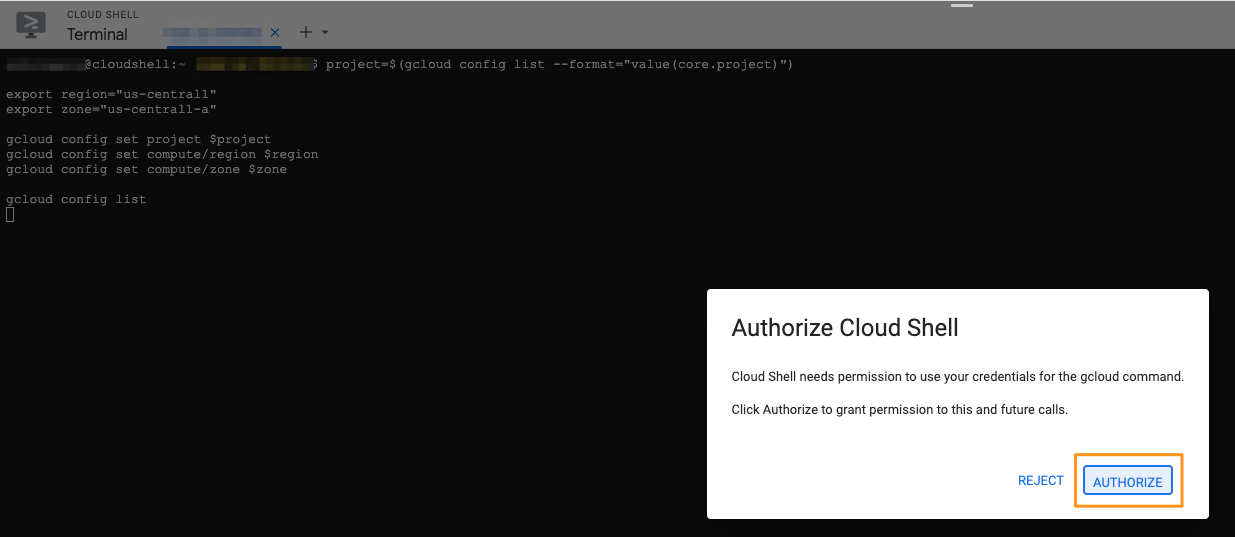 CLOUD SHELL
Terminal
@cloudshell:~ $ project=$(gcloud config list --format="value(core.project)")
export region="us-central1"
export zone="us-central1-a"
gcloud config set project $project
gcloud config set compute/region $region
gcloud config set compute/zone $zone
gcloud config list
Authorize Cloud Shell
Cloud Shell needs permission to use your credentials for the gcloud command.
Click Authorize to grant permission to this and future calls.
REJECT AUTHORIZE